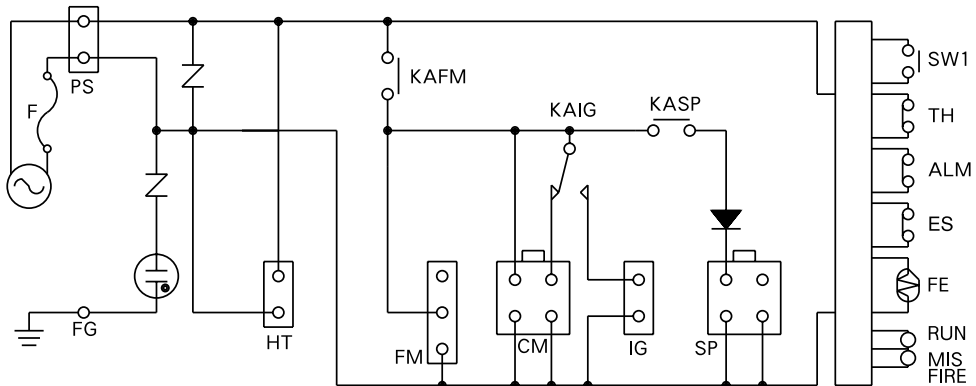 PS
F
FG
HT
KAFM
KAIG
KASP
FM
CM
IG
SP
SW1
TH
ALM
ES
FE
RUN
MIS
FIRE